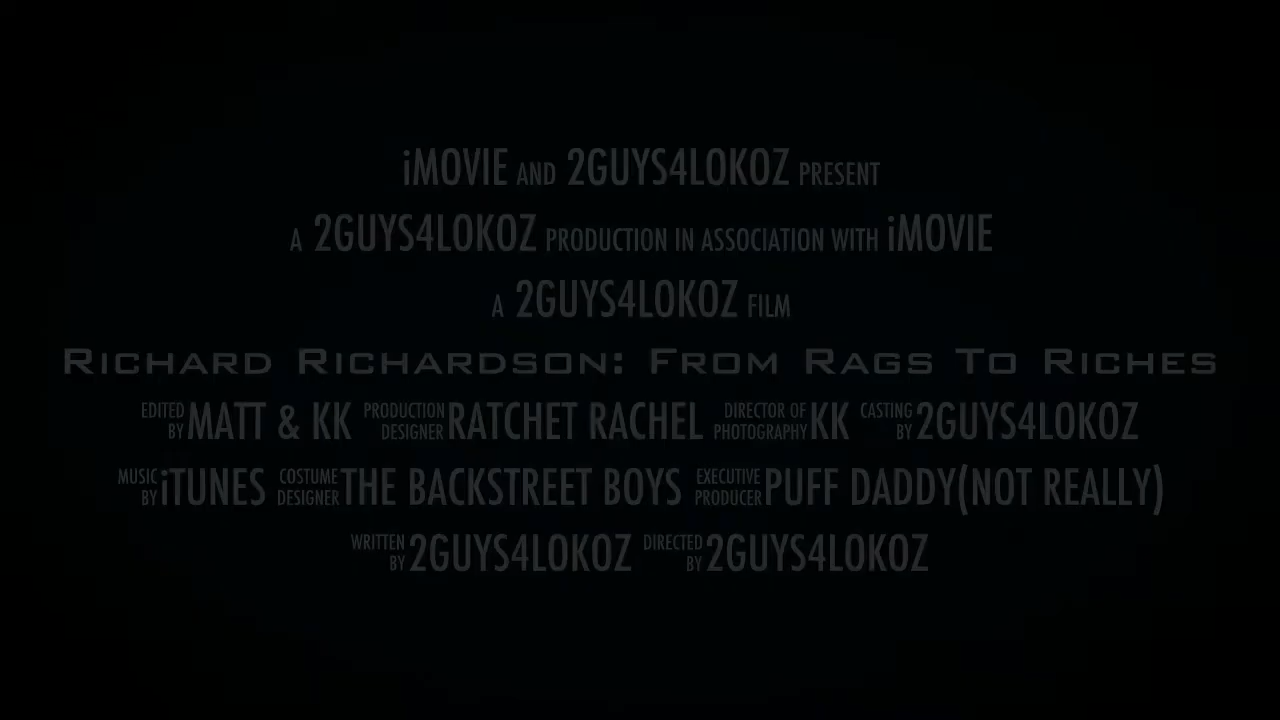 iMOVIE AND 2GUYS4LOKOZ PRESENT
A 2GUYS4LOKOZ PRODUCTION IN ASSOCIATION WITH iMOVIE
A 2GUYS4LOKOZ FILM
RICHARD RICHARDSON: FROM RAGS TO RICHES
EDITED BY MATT & KK PRODUCTION DESIGNER RATCHET RACHEL DIRECTOR OF PHOTOGRAPHY KK CASTING BY 2GUYS4LOKOZ
MUSIC BY iTUNES COSTUME DESIGNER THE BACKSTREET BOYS EXECUTIVE PRODUCER PUFF DADDY(NOT REALLY)
WRITTEN BY 2GUYS4LOKOZ DIRECTED BY 2GUYS4LOKOZ